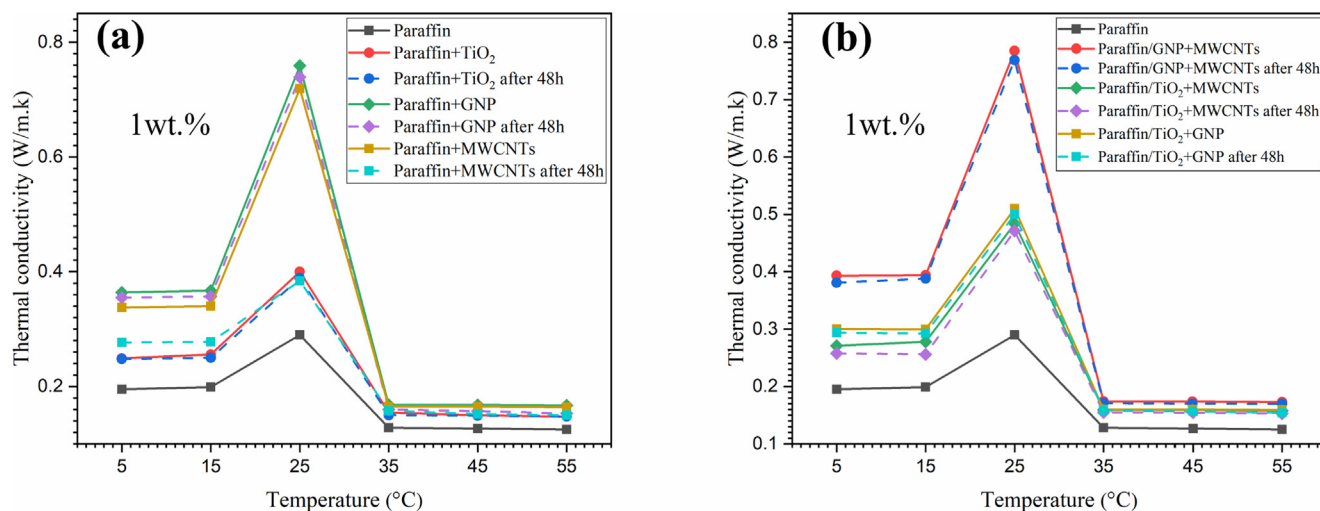 (a)
1wt.%
Paraffin
Paraffin+TiO2
Paraffin+TiO2 after 48h
Paraffin+GNP
Paraffin+GNP after 48h
Paraffin+MWCNTs
Paraffin+MWCNTs after 48h
Thermal conductivity (W/m.k)
0.8
0.6
0.4
0.2
5 15 25 35 45 55
Temperature (°C)
(b)
1wt.%
Paraffin
Paraffin/GNP+MWCNTs
Paraffin/GNP+MWCNTs after 48h
Paraffin/TiO2+MWCNTs
Paraffin/TiO2+MWCNTs after 48h
Paraffin/TiO2+GNP
Paraffin/TiO2+GNP after 48h
Thermal conductivity (W/m.k)
0.8
0.7
0.6
0.5
0.4
0.3
0.2
0.1
5 15 25 35 45 55
Temperature (°C)